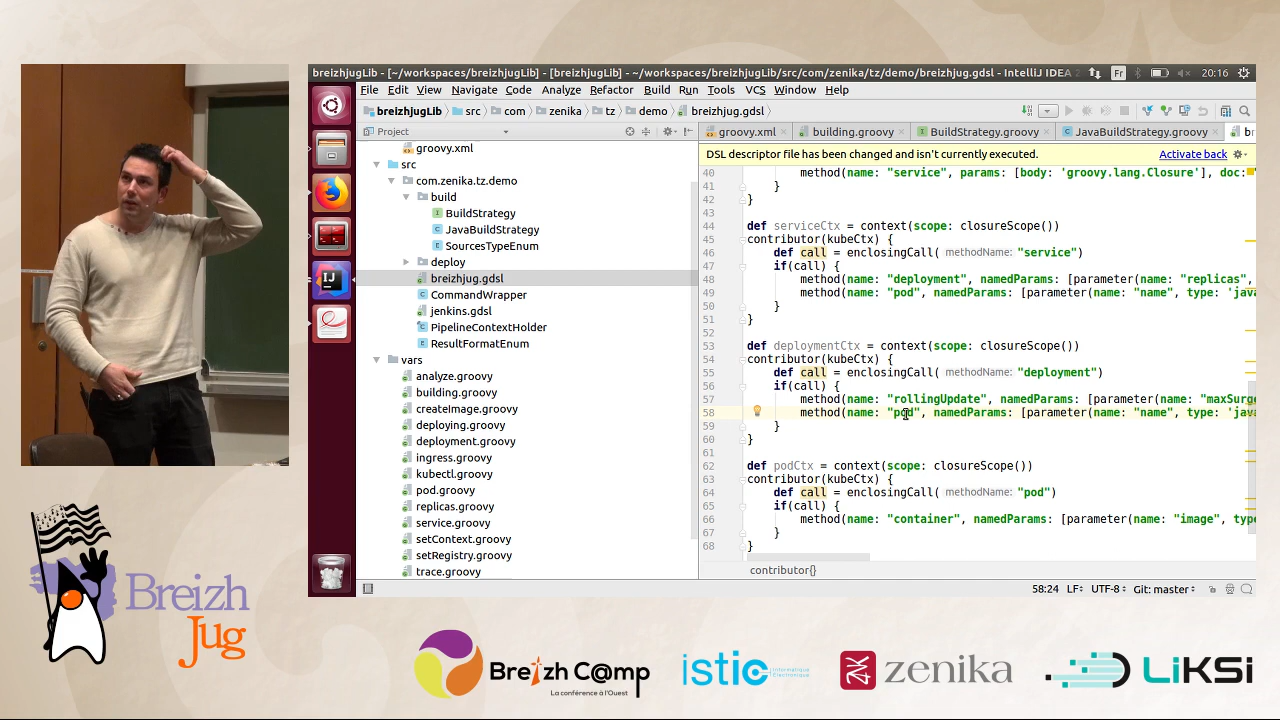 breizhjugLib - [~/workspaces/breizhjugLib] - [breizhjugLib] - ~/workspaces/breizhjugLib/src/com/zenika/tz/demo/breizhjug.gdsl - IntelliJ IDEA
Fr 20:16
File Edit View Navigate Code Analyze Refactor Build Run Tools VCS Window Help
breizhjugLib src com zenika tz demo breizhjug.gdsl
Project
groovy.xml building.groovy BuildStrategy.groovy JavaBuildStrategy.groovy br
DSL descriptor file has been changed and isn't currently executed. Activate back
groovy.xml
src
com.zenika.tz.demo
build
BuildStrategy
JavaBuildStrategy
SourcesTypeEnum
deploy
breizhjug.gdsl
CommandWrapper
jenkins.gdsl
PipelineContextHolder
ResultFormatEnum
vars
analyze.groovy
building.groovy
createImage.groovy
deploying.groovy
deployment.groovy
ingress.groovy
kubectl.groovy
pod.groovy
replicas.groovy
service.groovy
setContext.groovy
setRegistry.groovy
trace.groovy
40 method(name: "service", params: [body: 'groovy.lang.Closure'], doc:
41 }
42 }
43
44 def serviceCtx = context(scope: closureScope())
45 contributor(kubeCtx) {
46 def call = enclosingCall( methodName: "service")
47 if(call) {
48 method(name: "deployment", namedParams: [parameter(name: "replicas",
49 method(name: "pod", namedParams: [parameter(name: "name", type: 'java
50 }
51 }
52
53 def deploymentCtx = context(scope: closureScope())
54 contributor(kubeCtx) {
55 def call = enclosingCall( methodName: "deployment")
56 if(call) {
57 method(name: "rollingUpdate", namedParams: [parameter(name: "maxSurge
58 method(name: "pod", namedParams: [parameter(name: "name", type: 'java
59 }
60 }
61
62 def podCtx = context(scope: closureScope())
63 contributor(kubeCtx) {
64 def call = enclosingCall( methodName: "pod")
65 if(call) {
66 method(name: "container", namedParams: [parameter(name: "image", type
67 }
68 }
contributor{}
58:24 LF UTF-8 Git: master
Breizh
Jug
Breizh C@mp
La conférence à l'Ouest
istic Informatique Électronique
zenika
LiKSi